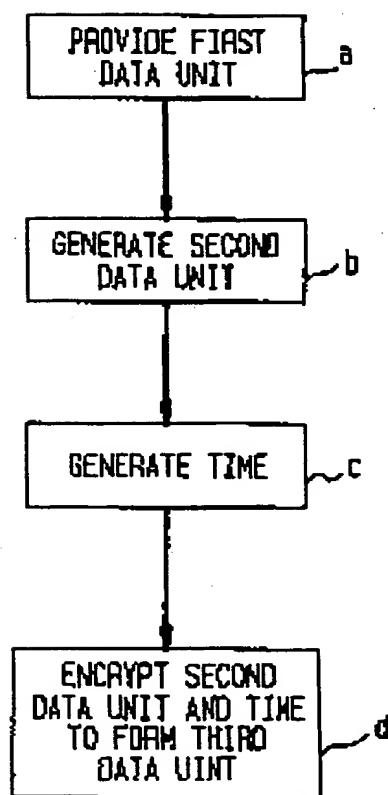 PROVIDE FIRST
DATA UNIT
a
GENERATE SECOND
DATA UNIT
b
GENERATE TIME
c
ENCRYPT SECOND
DATA UNIT AND TIME
TO FORM THIRD
DATA UINT
d